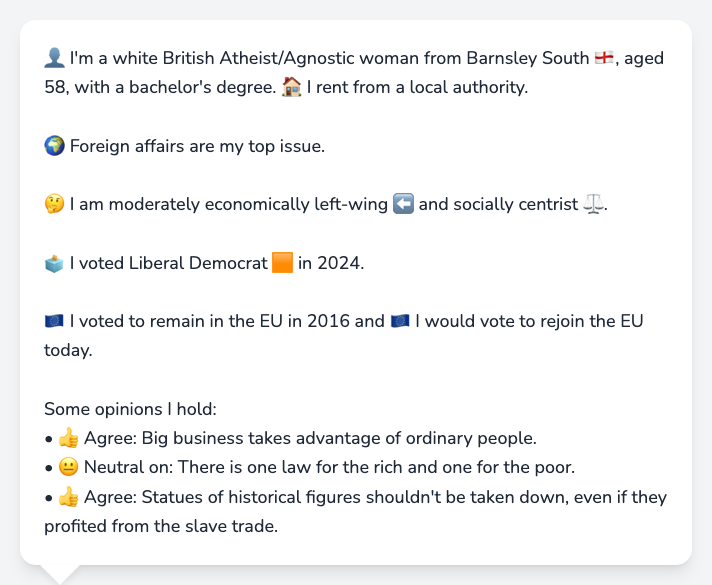 👤 I'm a white British Atheist/Agnostic woman from Barnsley South 🏴󠁧󠁢󠁥󠁮󠁧󠁿, aged
58, with a bachelor's degree. 🏠 I rent from a local authority.
🌍 Foreign affairs are my top issue.
🤔 I am moderately economically left-wing ⬅️ and socially centrist ⚖️.
🗳️ I voted Liberal Democrat 🟧 in 2024.
🇪🇺 I voted to remain in the EU in 2016 and 🇪🇺 I would vote to rejoin the EU
today.
Some opinions I hold:
• 👍 Agree: Big business takes advantage of ordinary people.
• 😐 Neutral on: There is one law for the rich and one for the poor.
• 👍 Agree: Statues of historical figures shouldn't be taken down, even if they
profited from the slave trade.